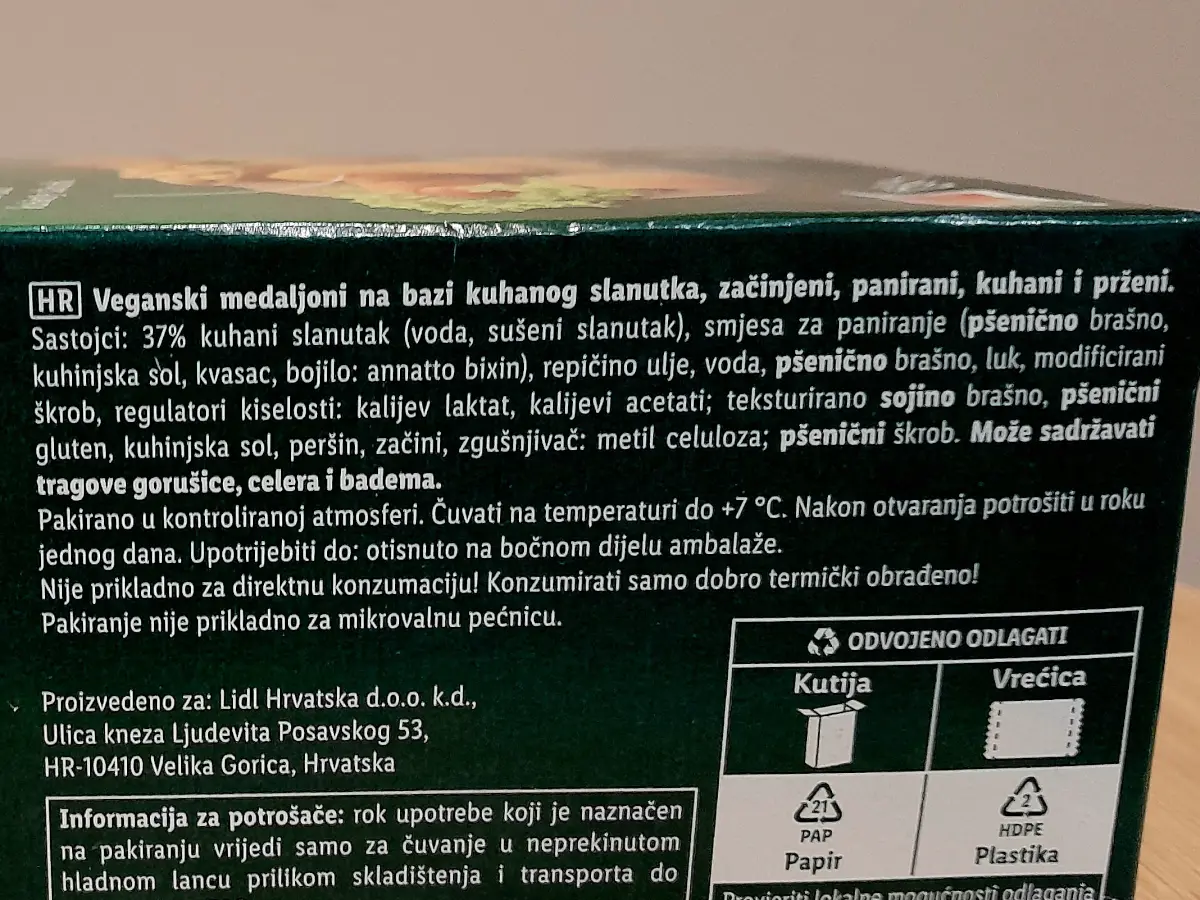 HR Veganski medaljoni na bazi kuhanog slanutka, začinjeni, panirani, kuhani i prženi.
Sastojci: 37% kuhani slanutak (voda, sušeni slanutak), smjesa za paniranje (pšenično brašno,
kuhinjska sol, kvasac, bojilo: annatto bixin), repičino ulje, voda, pšenično brašno, luk, modificirani
škrob, regulatori kiselosti: kalijev laktat, kalijevi acetati; teksturirano sojino brašno, pšenični
gluten, kuhinjska sol, peršin, začini, zgušnjivač: metil celuloza; pšenični škrob. Može sadržavati
tragove gorušice, celera i badema.
Pakirano u kontroliranoj atmosferi. Čuvati na temperaturi do +7 °C. Nakon otvaranja potrošiti u roku
jednog dana. Upotrijebiti do: otisnuto na bočnom dijelu ambalaže.
Nije prikladno za direktnu konzumaciju! Konzumirati samo dobro termički obrađeno!
Pakiranje nije prikladno za mikrovalnu pećnicu.
Proizvedeno za: Lidl Hrvatska d.o.o. k.d.,
Ulica kneza Ljudevita Posavskog 53,
HR-10410 Velika Gorica, Hrvatska
Informacija za potrošače: rok upotrebe koji je naznačen
na pakiranju vrijedi samo za čuvanje u neprekinutom
hladnom lancu prilikom skladištenja i transporta do
ODVOJENO ODLAGATI
Kutija
Vrećica
21
PAP
Papir
2
HDPE
Plastika
Provjeriti lokalne mogućnosti odlaganja